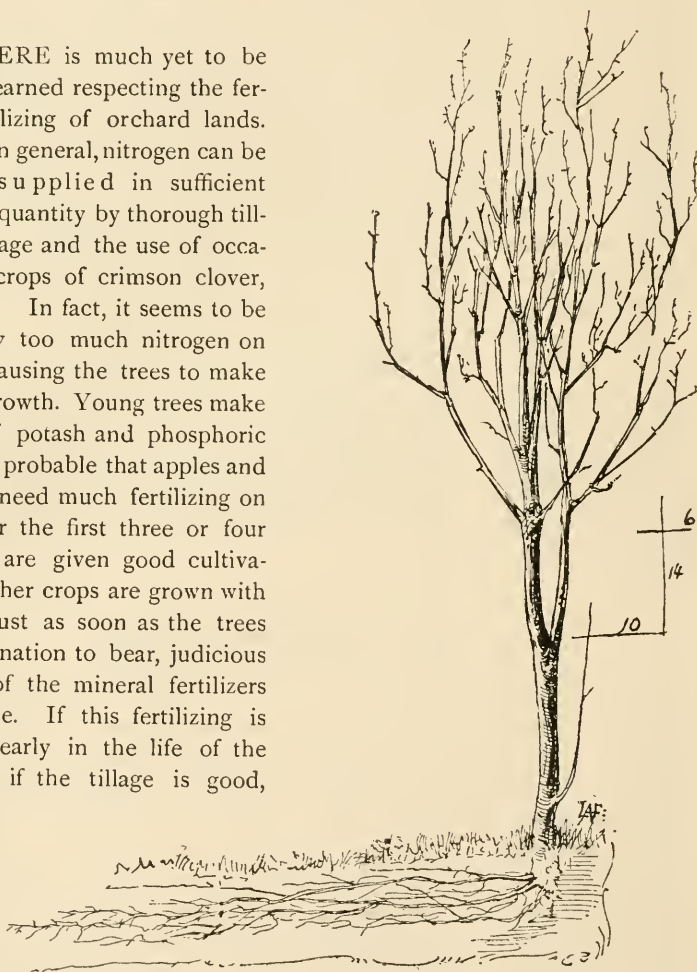 ERE is much yet to be
earned respecting the fer-
lizing of orchard lands.
n general, nitrogen can be
supplied in sufficient
quantity by thorough till-
age and the use of occa-
crops of crimson clover,
In fact, it seems to be
y too much nitrogen on
ausing the trees to make
rowth. Young trees make
f potash and phosphoric
probable that apples and
need much fertilizing on
r the first three or four
are given good cultiva-
her crops are grown with
ust as soon as the trees
nation to bear, judicious
of the mineral fertilizers
e. If this fertilizing is
early in the life of the
if the tillage is good,
6
14
10